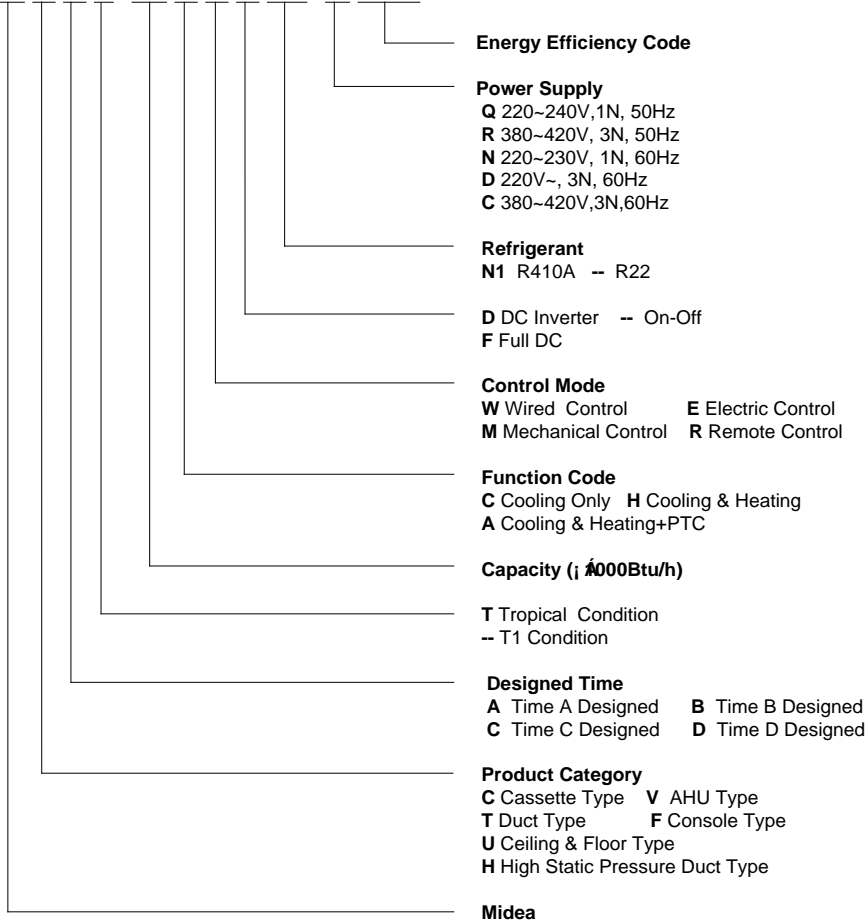 Energy Efficiency Code
Power Supply
Q 220~240V,1N, 50Hz
R 380~420V, 3N, 50Hz
N 220~230V, 1N, 60Hz
D 220V~, 3N, 60Hz
C 380~420V,3N,60Hz
Refrigerant
N1 R410A -- R22
D DC Inverter -- On-Off
F Full DC
Control Mode
W Wired Control E Electric Control
M Mechanical Control R Remote Control
Function Code
C Cooling Only H Cooling & Heating
A Cooling & Heating+PTC
Capacity
T Tropical Condition
-- T1 Condition
Designed Time
A Time A Designed B Time B Designed
C Time C Designed D Time D Designed
Product Category
C Cassette Type V AHU Type
T Duct Type F Console Type
U Ceiling & Floor Type
H High Static Pressure Duct Type
Midea